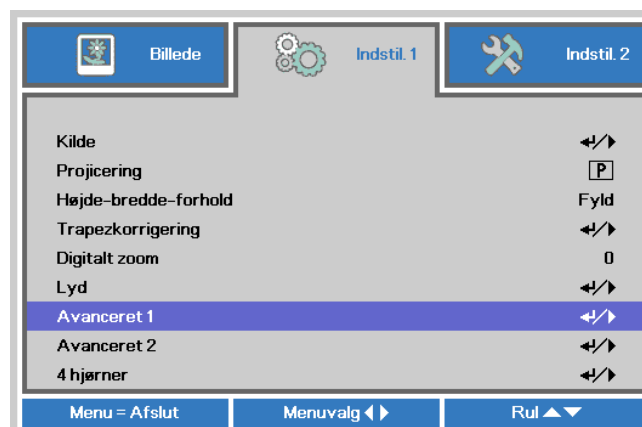 Billede
Indstil. 1
Indstil. 2
Kilde
Projicering P
Højde-bredde-forhold Fyld
Trapezkorrigering
Digitalt zoom 0
Lyd
Avanceret 1
Avanceret 2
4 hjørner
Menu = Afslut Menuvalg Rul